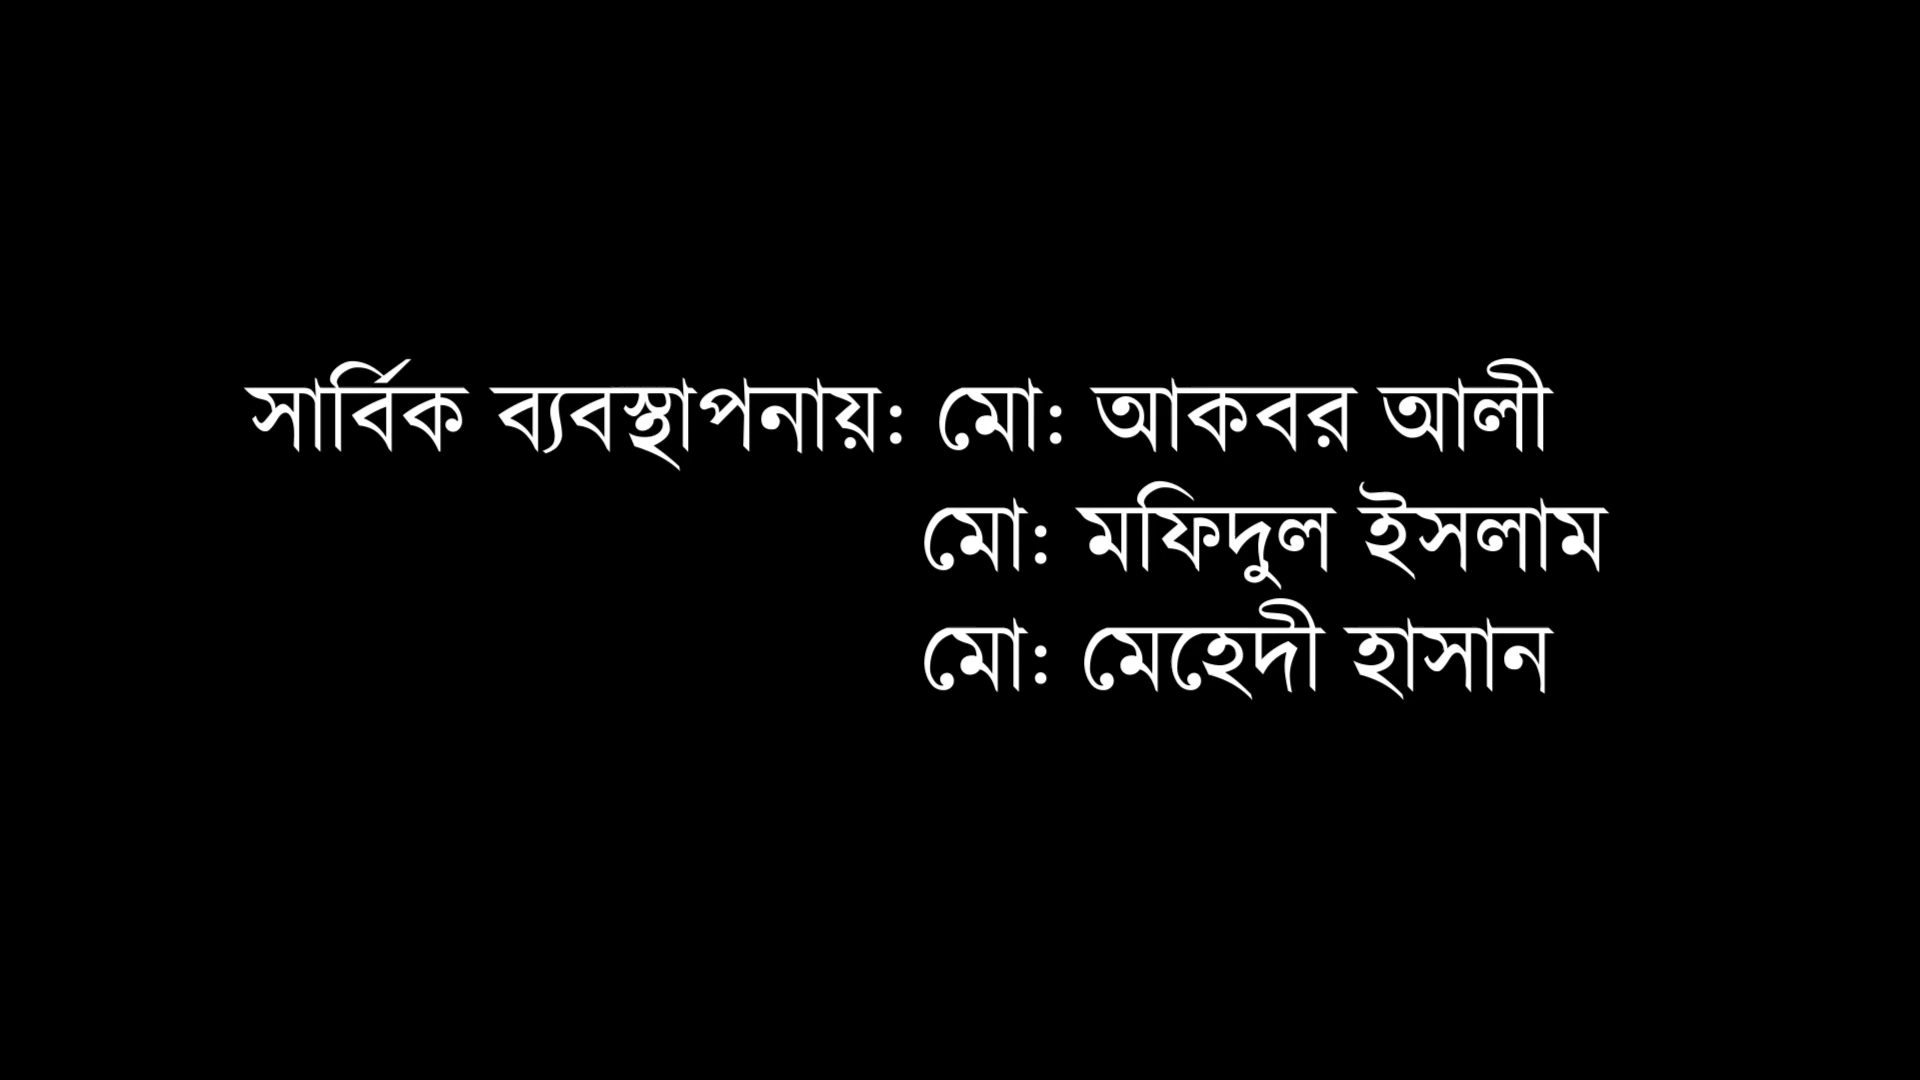 সার্বিক ব্যবস্থাপনায়ঃ মোঃ আকবর আলী
মোঃ মফিদুল ইসলাম
মোঃ মেহেদী হাসান